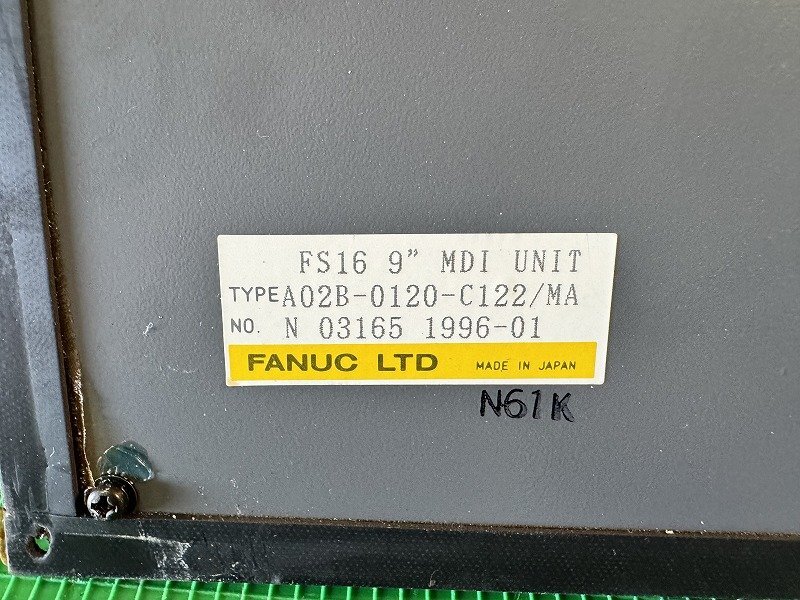 FS16 9” MDI UNIT
TYPE A02B-0120-C122/MA
NO. N 03165 1996-01
FANUC LTD MADE IN JAPAN
N61K